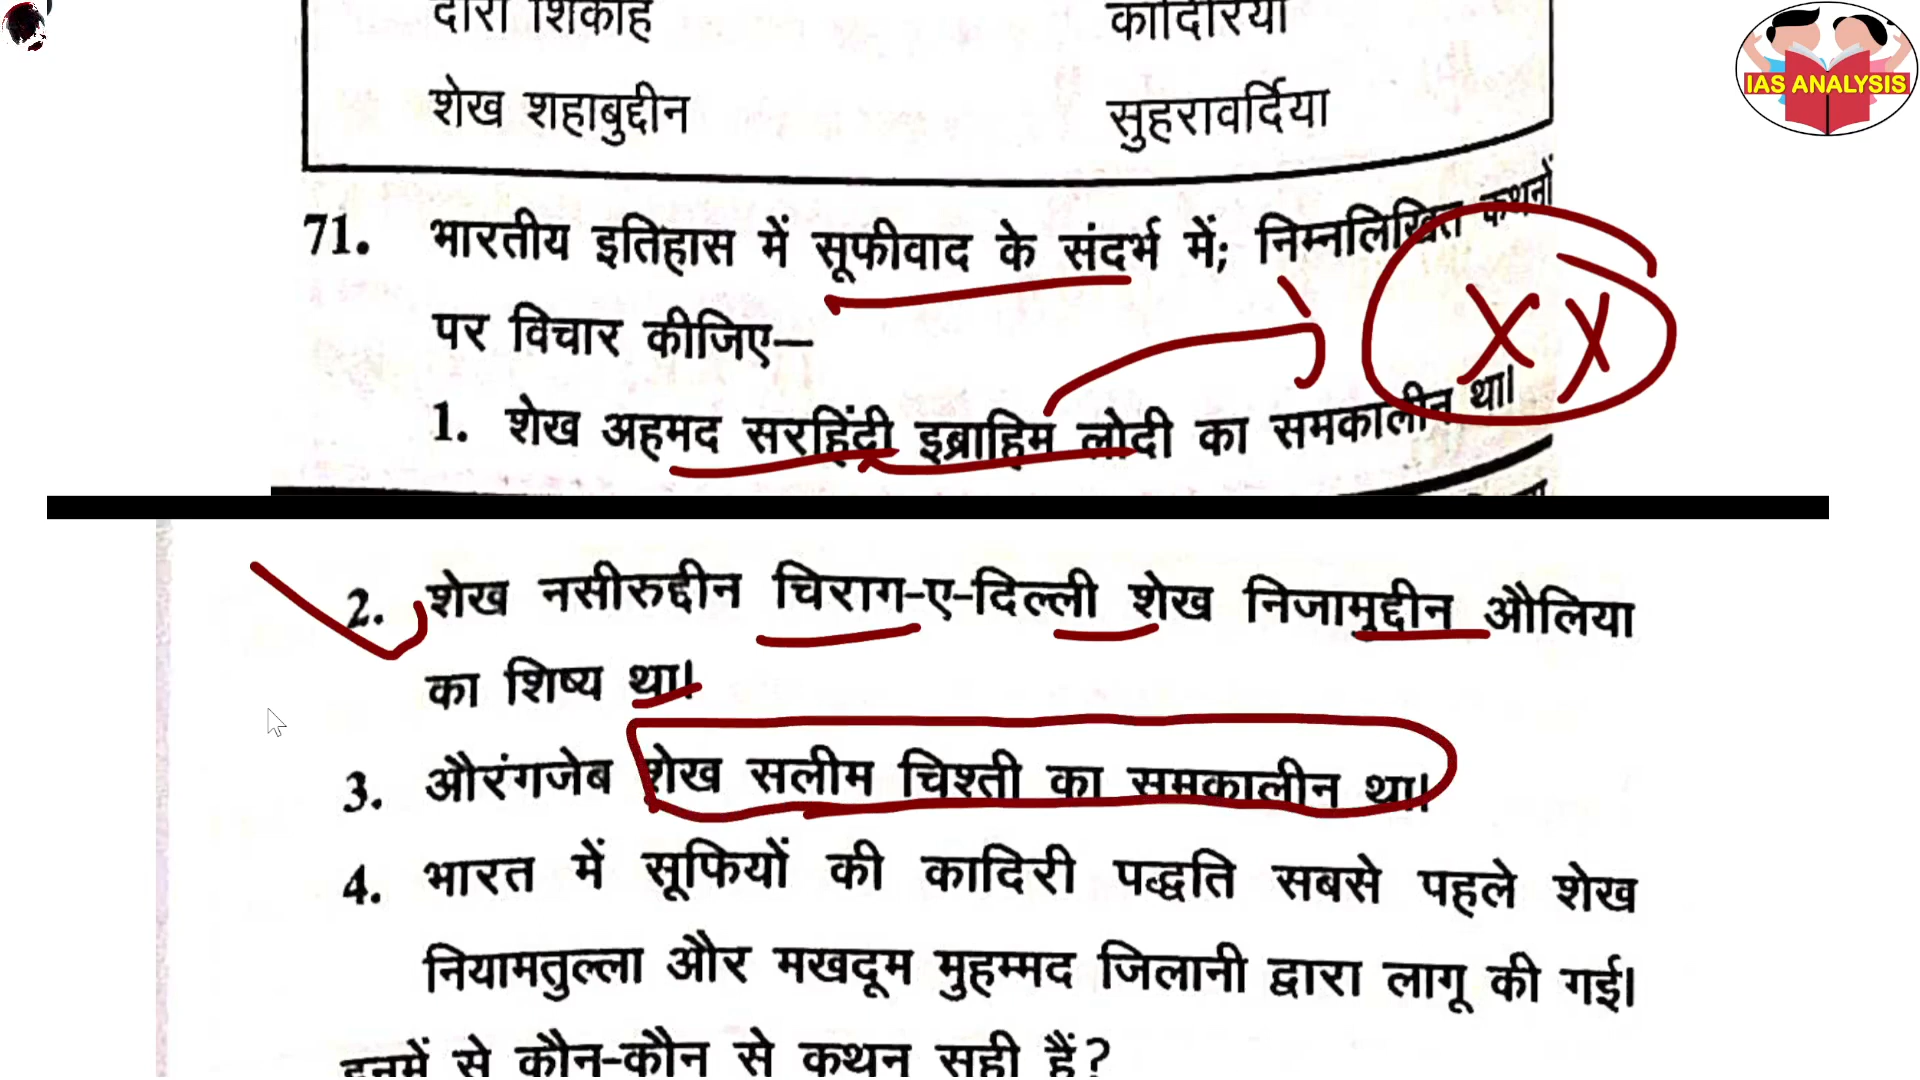 दारा शिकोह
कादिरिया
शेख शहाबुद्दीन
सुहरावर्दिया
IAS ANALYSIS
71. भारतीय इतिहास में सूफीवाद के संदर्भ में; निम्नलिखित कथनों
पर विचार कीजिए—
1. शेख अहमद सरहिंदी इब्राहिम लोदी का समकालीन था।
2. शेख नसीरुद्दीन चिराग-ए-दिल्ली शेख निजामुद्दीन औलिया
का शिष्य था।
3. औरंगजेब शेख सलीम चिश्ती का समकालीन था।
4. भारत में सूफियों की कादिरी पद्धति सबसे पहले शेख
नियामतुल्ला और मखदूम मुहम्मद जिलानी द्वारा लागू की गई।
इनमें से कौन-कौन से कथन सही हैं?